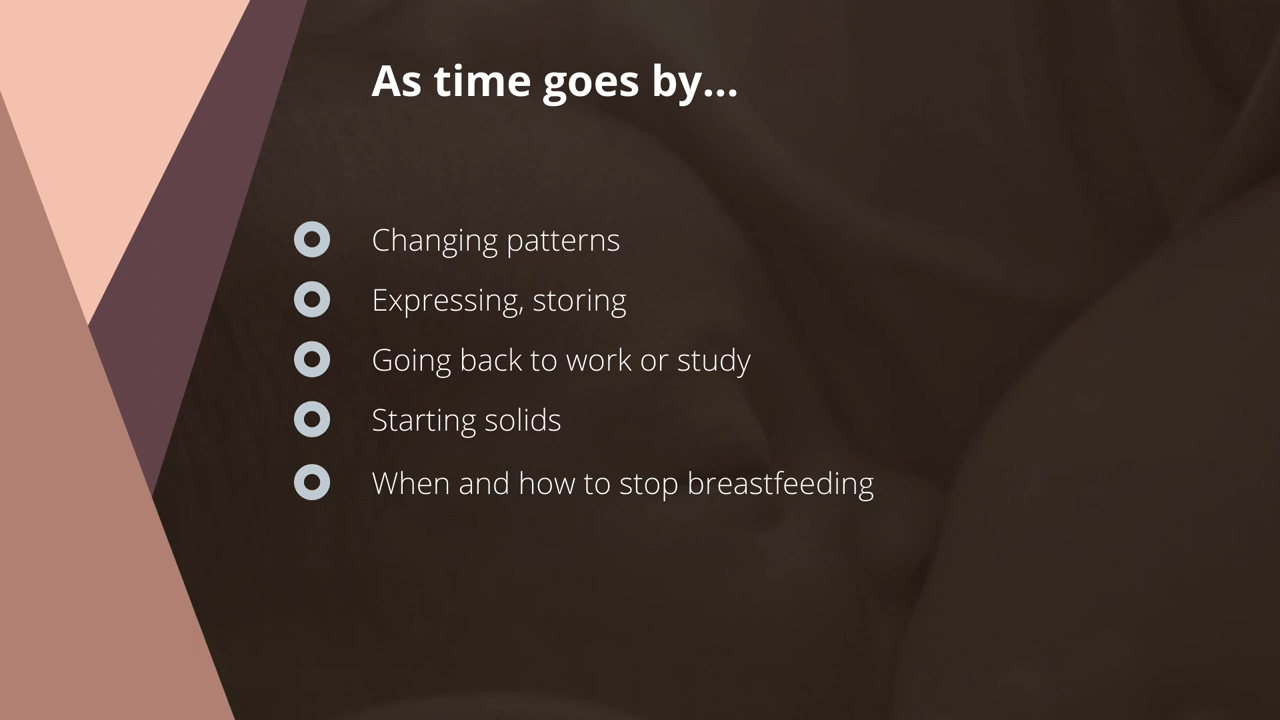 As time goes by...
Changing patterns
Expressing, storing
Going back to work or study
Starting solids
When and how to stop breastfeeding